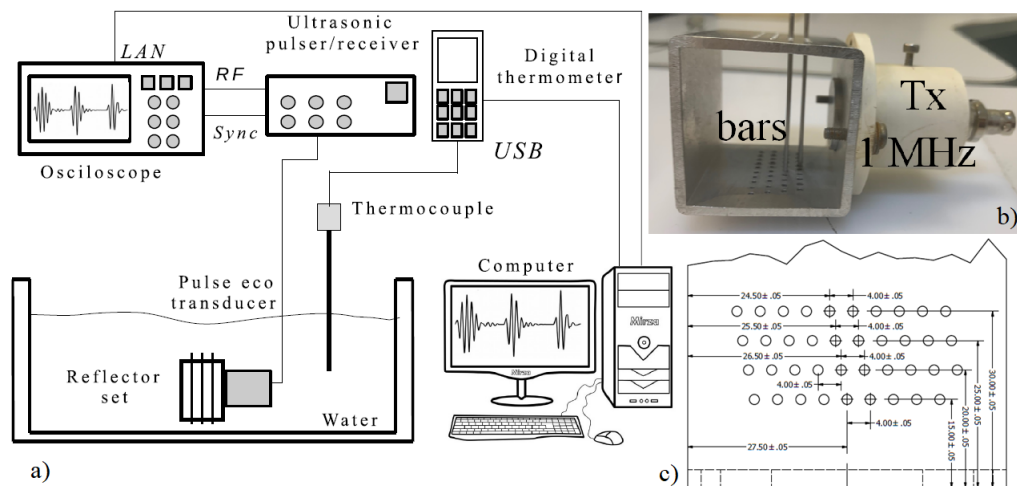 Ultrasonic
pulser/receiver
LAN
RF
Sync
Osciloscope
Digital
thermometer
USB
Thermocouple
Pulse eco
transducer
Reflector
set
Water
Computer
Mirza
Mirza
a)
bars
Tx
1 MHz
b)
24.50±.05
4.00±.05
25.50±.05
4.00±.05
26.50±.05
4.00±.05
4.00±.05
4.00±.05
27.50±.05
15.00±.05
20.00±.05
25.00±.05
30.00±.05
c)